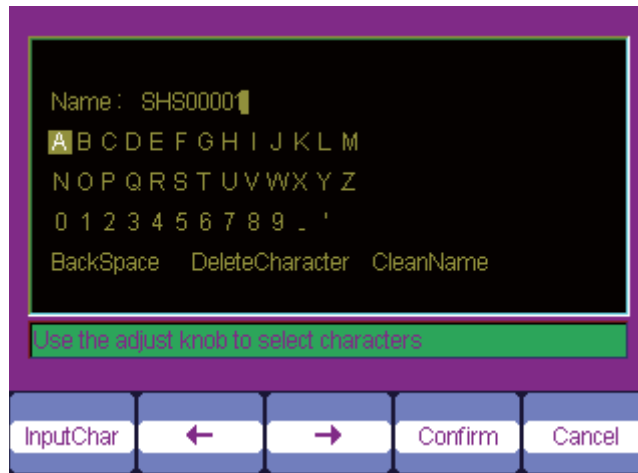 Name : SHS00001
A B C D E F G H I J K L M
N O P Q R S T U V W X Y Z
0 1 2 3 4 5 6 7 8 9 _ '
BackSpace DeleteCharacter CleanName
Use the adjust knob to select characters
InputChar ← → Confirm Cancel